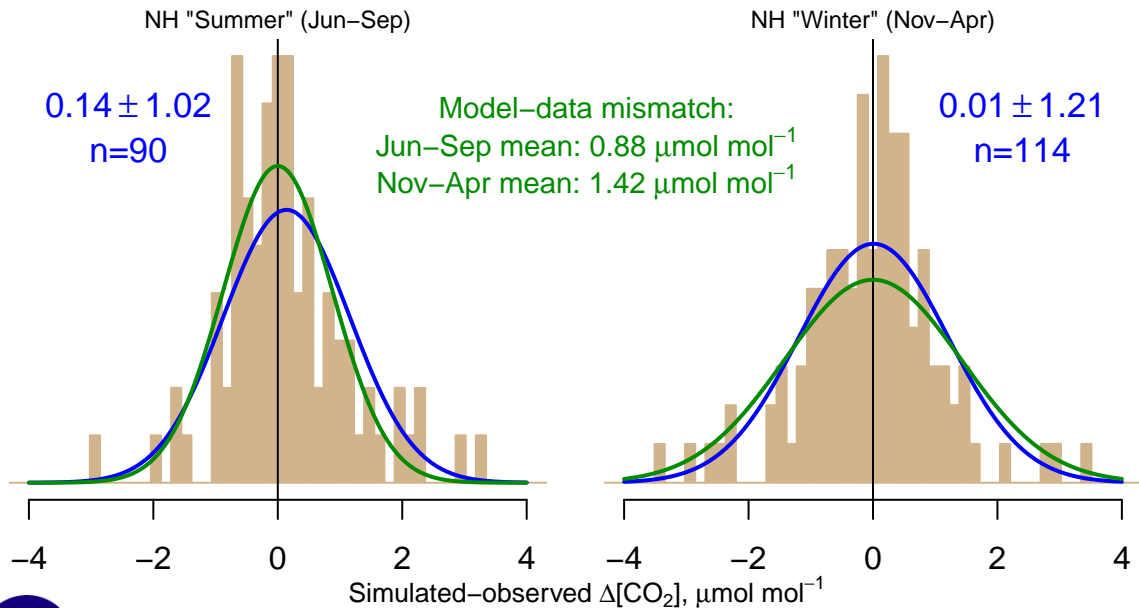 NH "Summer" (Jun−Sep)
0.14 ± 1.02
n=90
Model−data mismatch:
Jun−Sep mean: 0.88 μmol mol⁻¹
Nov−Apr mean: 1.42 μmol mol⁻¹
NH "Winter" (Nov−Apr)
0.01 ± 1.21
n=114
−4 −2 0 2 4
−4 −2 0 2 4
Simulated−observed Δ[CO₂], μmol mol⁻¹